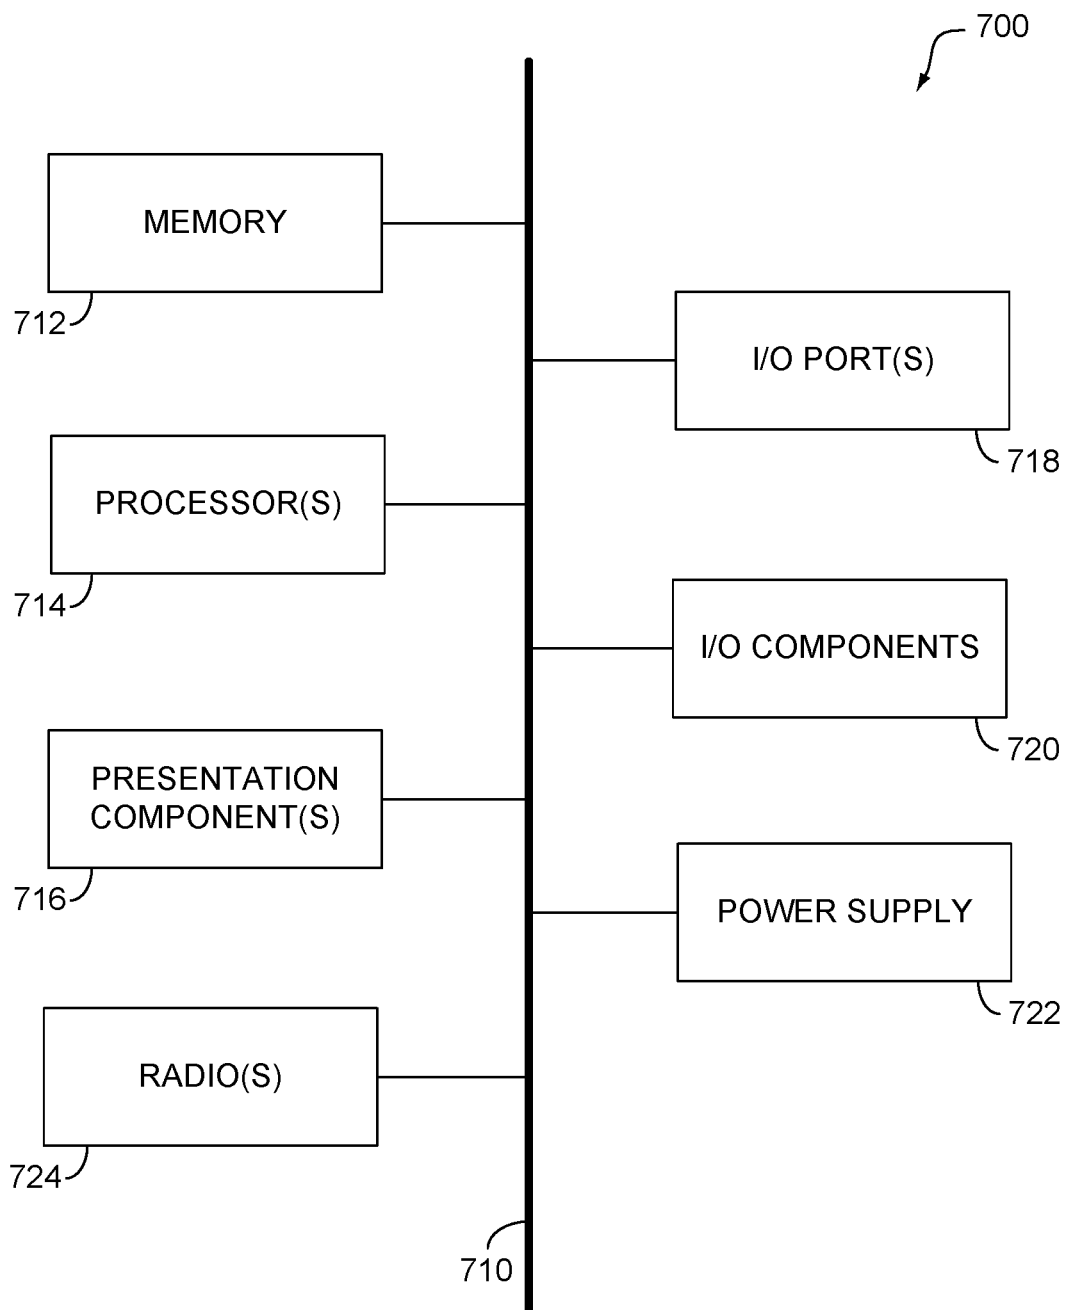 700
MEMORY
712
I/O PORT(S)
718
PROCESSOR(S)
714
I/O COMPONENTS
720
PRESENTATION
COMPONENT(S)
716
POWER SUPPLY
722
RADIO(S)
724
710